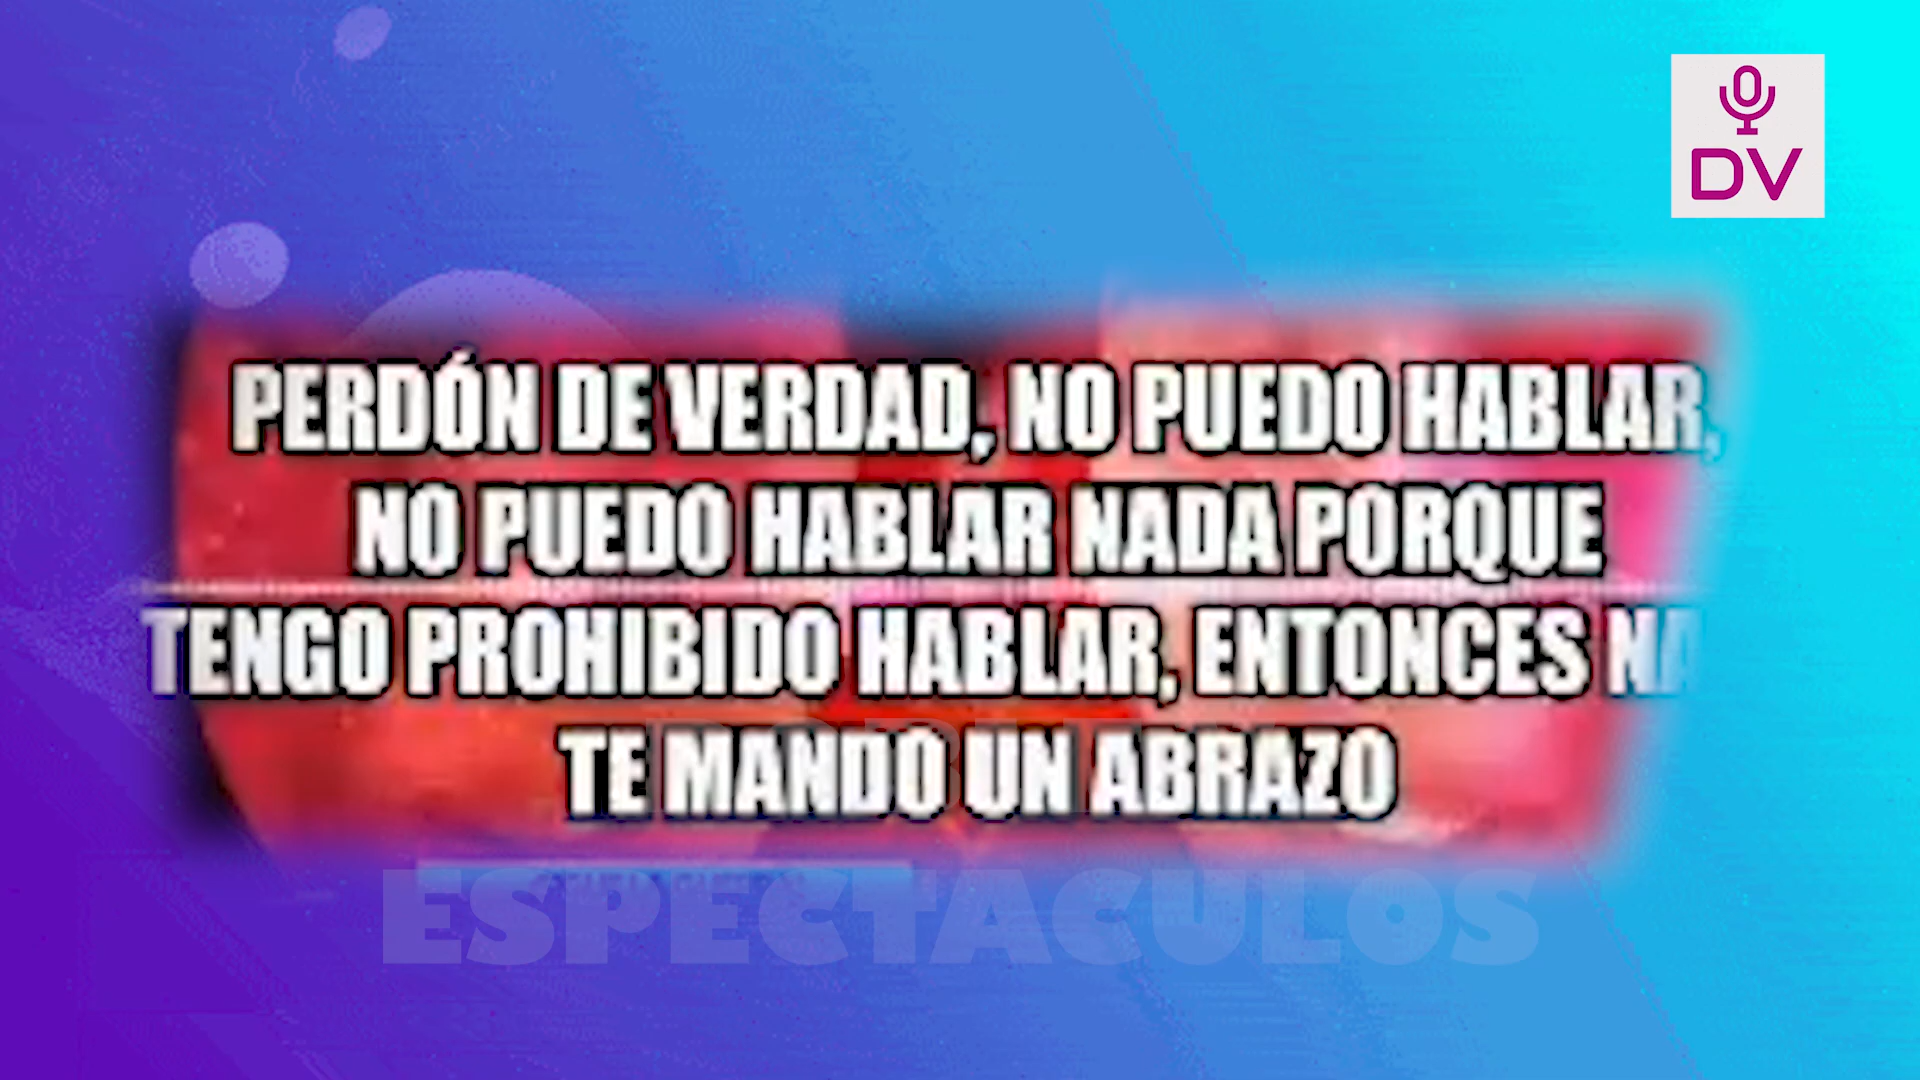 DV
PERDÓN DE VERDAD, NO PUEDO HABLAR,
NO PUEDO HABLAR NADA PORQUE
TENGO PROHIBIDO HABLAR, ENTONCES NA
TE MANDO UN ABRAZO
ESPECTACULOS